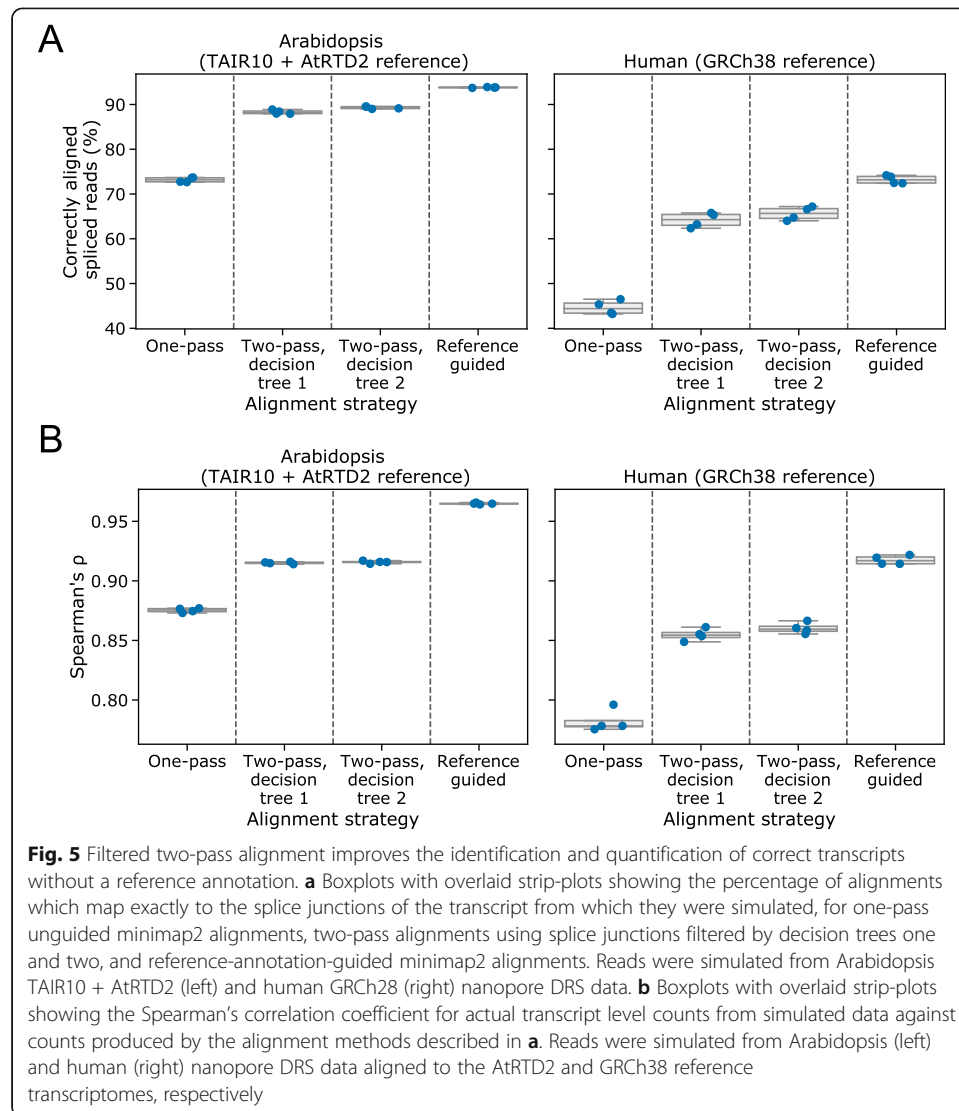 A
Arabidopsis
(TAIR10 + AtRTD2 reference)
Human (GRCh38 reference)
Correctly aligned
spliced reads (%)
90
80
70
60
50
40
One-pass
Two-pass,
decision
tree 1
Two-pass,
decision
tree 2
Reference
guided
Alignment strategy
One-pass
Two-pass,
decision
tree 1
Two-pass,
decision
tree 2
Reference
guided
Alignment strategy
B
Arabidopsis
(TAIR10 + AtRTD2 reference)
Human (GRCh38 reference)
Spearman's ρ
0.95
0.90
0.85
0.80
One-pass
Two-pass,
decision
tree 1
Two-pass,
decision
tree 2
Reference
guided
Alignment strategy
One-pass
Two-pass,
decision
tree 1
Two-pass,
decision
tree 2
Reference
guided
Alignment strategy
Fig. 5 Filtered two-pass alignment improves the identification and quantification of correct transcripts
without a reference annotation. a Boxplots with overlaid strip-plots showing the percentage of alignments
which map exactly to the splice junctions of the transcript from which they were simulated, for one-pass
unguided minimap2 alignments, two-pass alignments using splice junctions filtered by decision trees one
and two, and reference-annotation-guided minimap2 alignments. Reads were simulated from Arabidopsis
TAIR10 + AtRTD2 (left) and human GRCh28 (right) nanopore DRS data. b Boxplots with overlaid strip-plots
showing the Spearman's correlation coefficient for actual transcript level counts from simulated data against
counts produced by the alignment methods described in a. Reads were simulated from Arabidopsis (left)
and human (right) nanopore DRS data aligned to the AtRTD2 and GRCh38 reference
transcriptomes, respectively